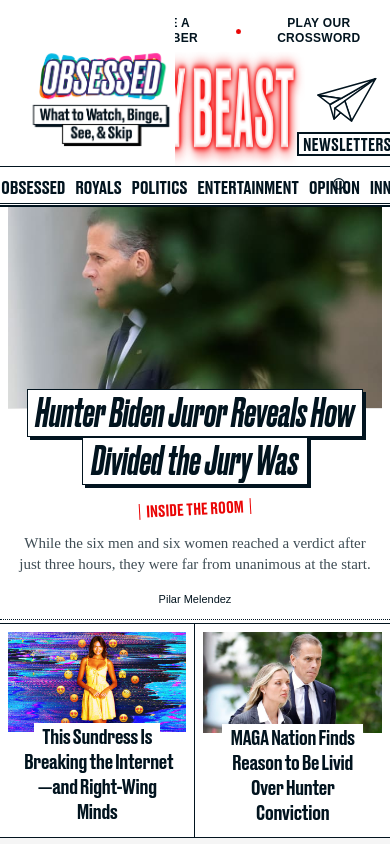 E A
BER
PLAY OUR
CROSSWORD
OBSESSED
What to Watch, Binge,
See, & Skip
Y BEAST
NEWSLETTERS
OBSESSED ROYALS POLITICS ENTERTAINMENT OPINION INN
Hunter Biden Juror Reveals How
Divided the Jury Was
INSIDE THE ROOM
While the six men and six women reached a verdict after
just three hours, they were far from unanimous at the start.
Pilar Melendez
This Sundress Is
Breaking the Internet
—and Right-Wing
Minds
MAGA Nation Finds
Reason to Be Livid
Over Hunter
Conviction